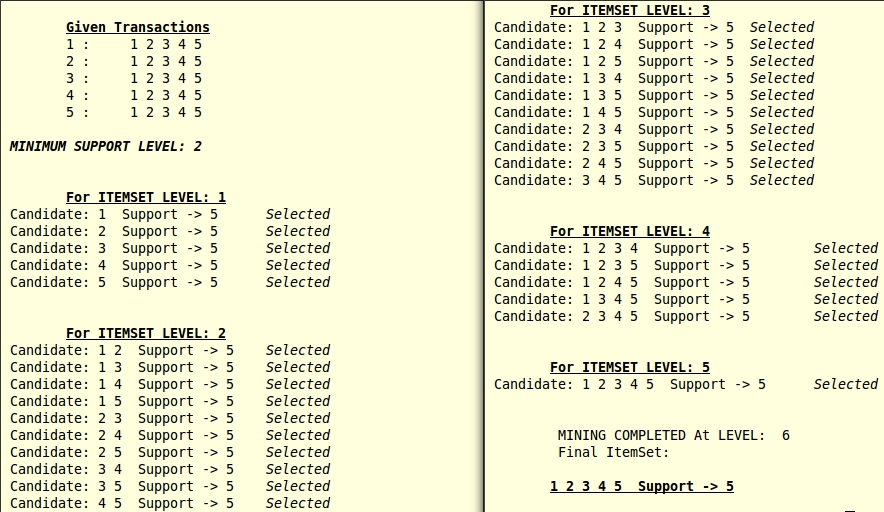 Given Transactions
1 : 1 2 3 4 5
2 : 1 2 3 4 5
3 : 1 2 3 4 5
4 : 1 2 3 4 5
5 : 1 2 3 4 5
MINIMUM SUPPORT LEVEL: 2
For ITEMSET LEVEL: 1
Candidate: 1 Support -> 5 Selected
Candidate: 2 Support -> 5 Selected
Candidate: 3 Support -> 5 Selected
Candidate: 4 Support -> 5 Selected
Candidate: 5 Support -> 5 Selected
For ITEMSET LEVEL: 2
Candidate: 1 2 Support -> 5 Selected
Candidate: 1 3 Support -> 5 Selected
Candidate: 1 4 Support -> 5 Selected
Candidate: 1 5 Support -> 5 Selected
Candidate: 2 3 Support -> 5 Selected
Candidate: 2 4 Support -> 5 Selected
Candidate: 2 5 Support -> 5 Selected
Candidate: 3 4 Support -> 5 Selected
Candidate: 3 5 Support -> 5 Selected
Candidate: 4 5 Support -> 5 Selected
For ITEMSET LEVEL: 3
Candidate: 1 2 3 Support -> 5 Selected
Candidate: 1 2 4 Support -> 5 Selected
Candidate: 1 2 5 Support -> 5 Selected
Candidate: 1 3 4 Support -> 5 Selected
Candidate: 1 3 5 Support -> 5 Selected
Candidate: 1 4 5 Support -> 5 Selected
Candidate: 2 3 4 Support -> 5 Selected
Candidate: 2 3 5 Support -> 5 Selected
Candidate: 2 4 5 Support -> 5 Selected
Candidate: 3 4 5 Support -> 5 Selected
For ITEMSET LEVEL: 4
Candidate: 1 2 3 4 Support -> 5 Selected
Candidate: 1 2 3 5 Support -> 5 Selected
Candidate: 1 2 4 5 Support -> 5 Selected
Candidate: 1 3 4 5 Support -> 5 Selected
Candidate: 2 3 4 5 Support -> 5 Selected
For ITEMSET LEVEL: 5
Candidate: 1 2 3 4 5 Support -> 5 Selected
MINING COMPLETED At LEVEL: 6
Final ItemSet:
1 2 3 4 5 Support -> 5